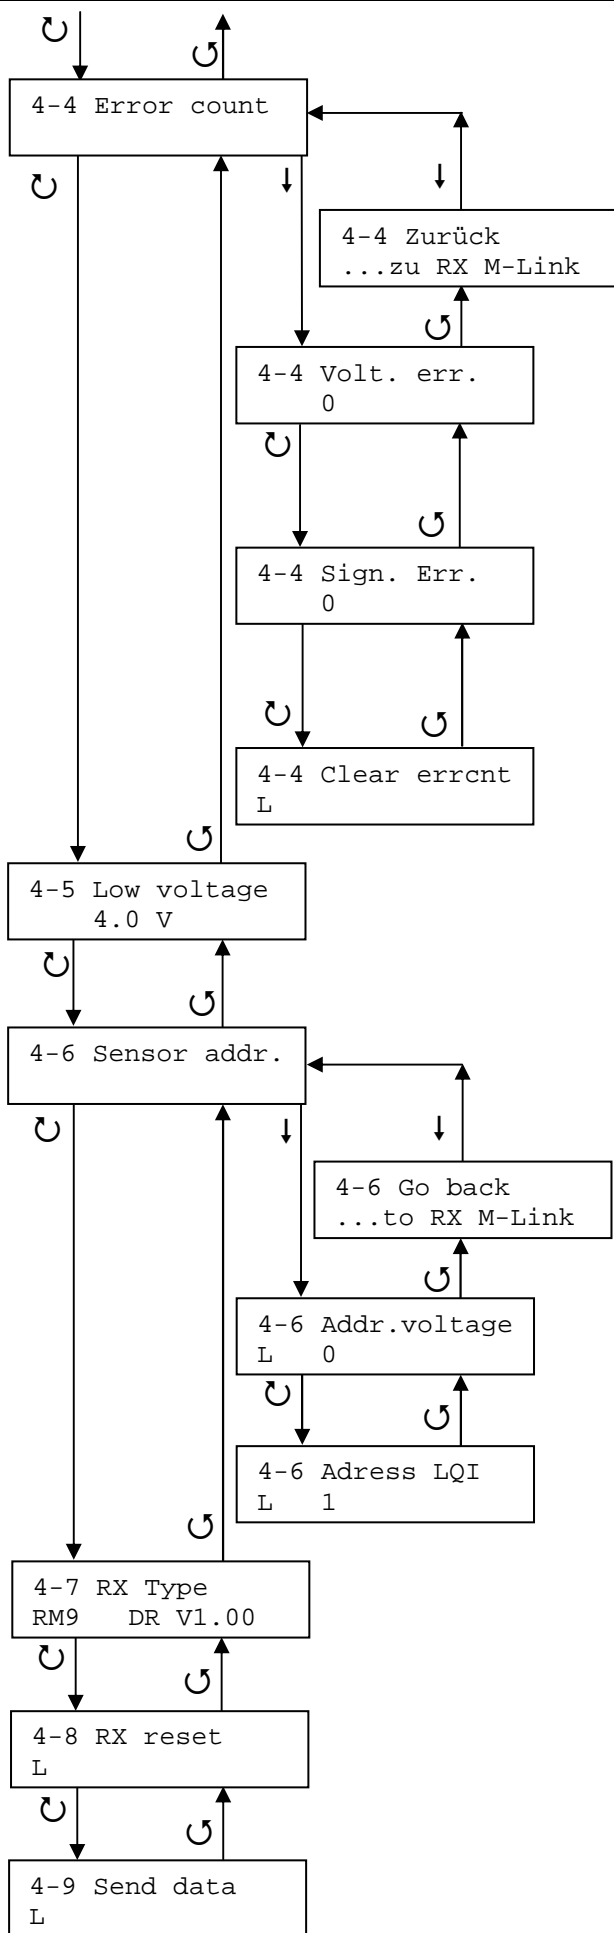 4-4 Error count
4-4 Zurück
...zu RX M-Link
4-4 Volt. err.
0
4-4 Sign. Err.
0
4-4 Clear errcnt
L
4-5 Low voltage
4.0 V
4-6 Sensor addr.
4-6 Go back
...to RX M-Link
4-6 Addr.voltage
L 0
4-6 Adress LQI
L 1
4-7 RX Type
RM9 DR V1.00
4-8 RX reset
L
4-9 Send data
L